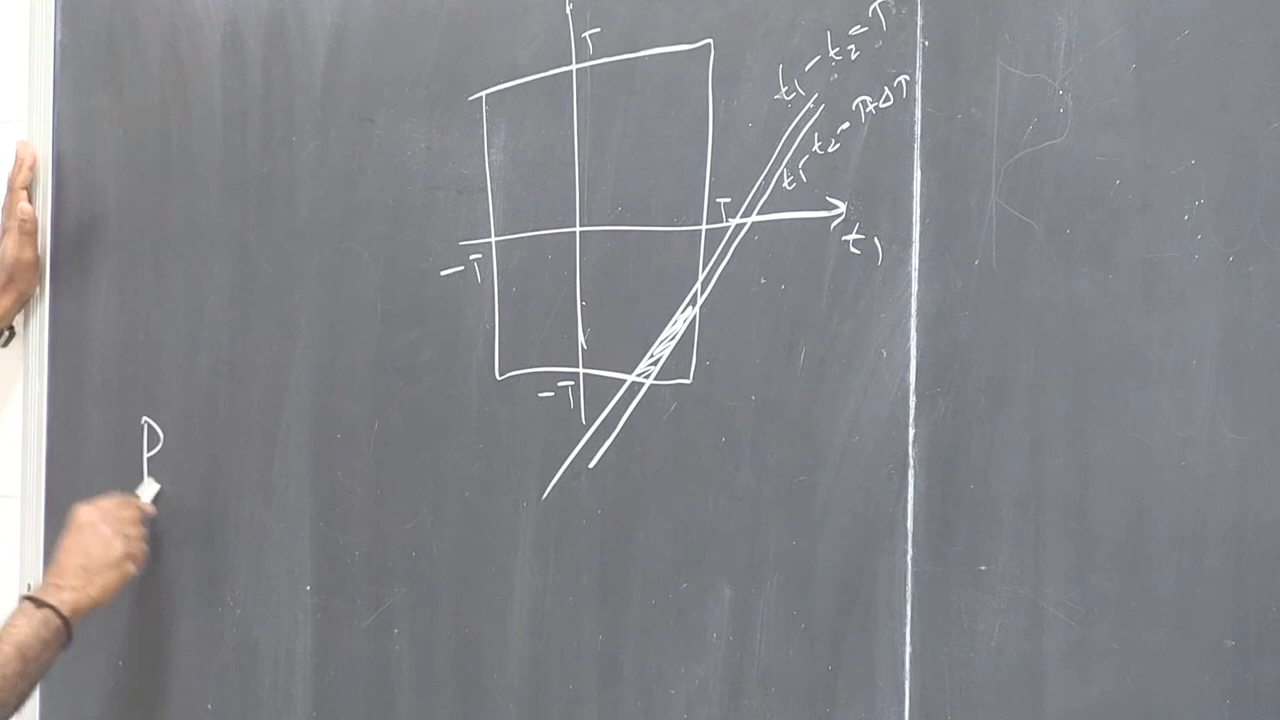 T
t₁ - t₂ = T
t₁ - t₂ = T + ΔT
T
t₁
-T
-T
P